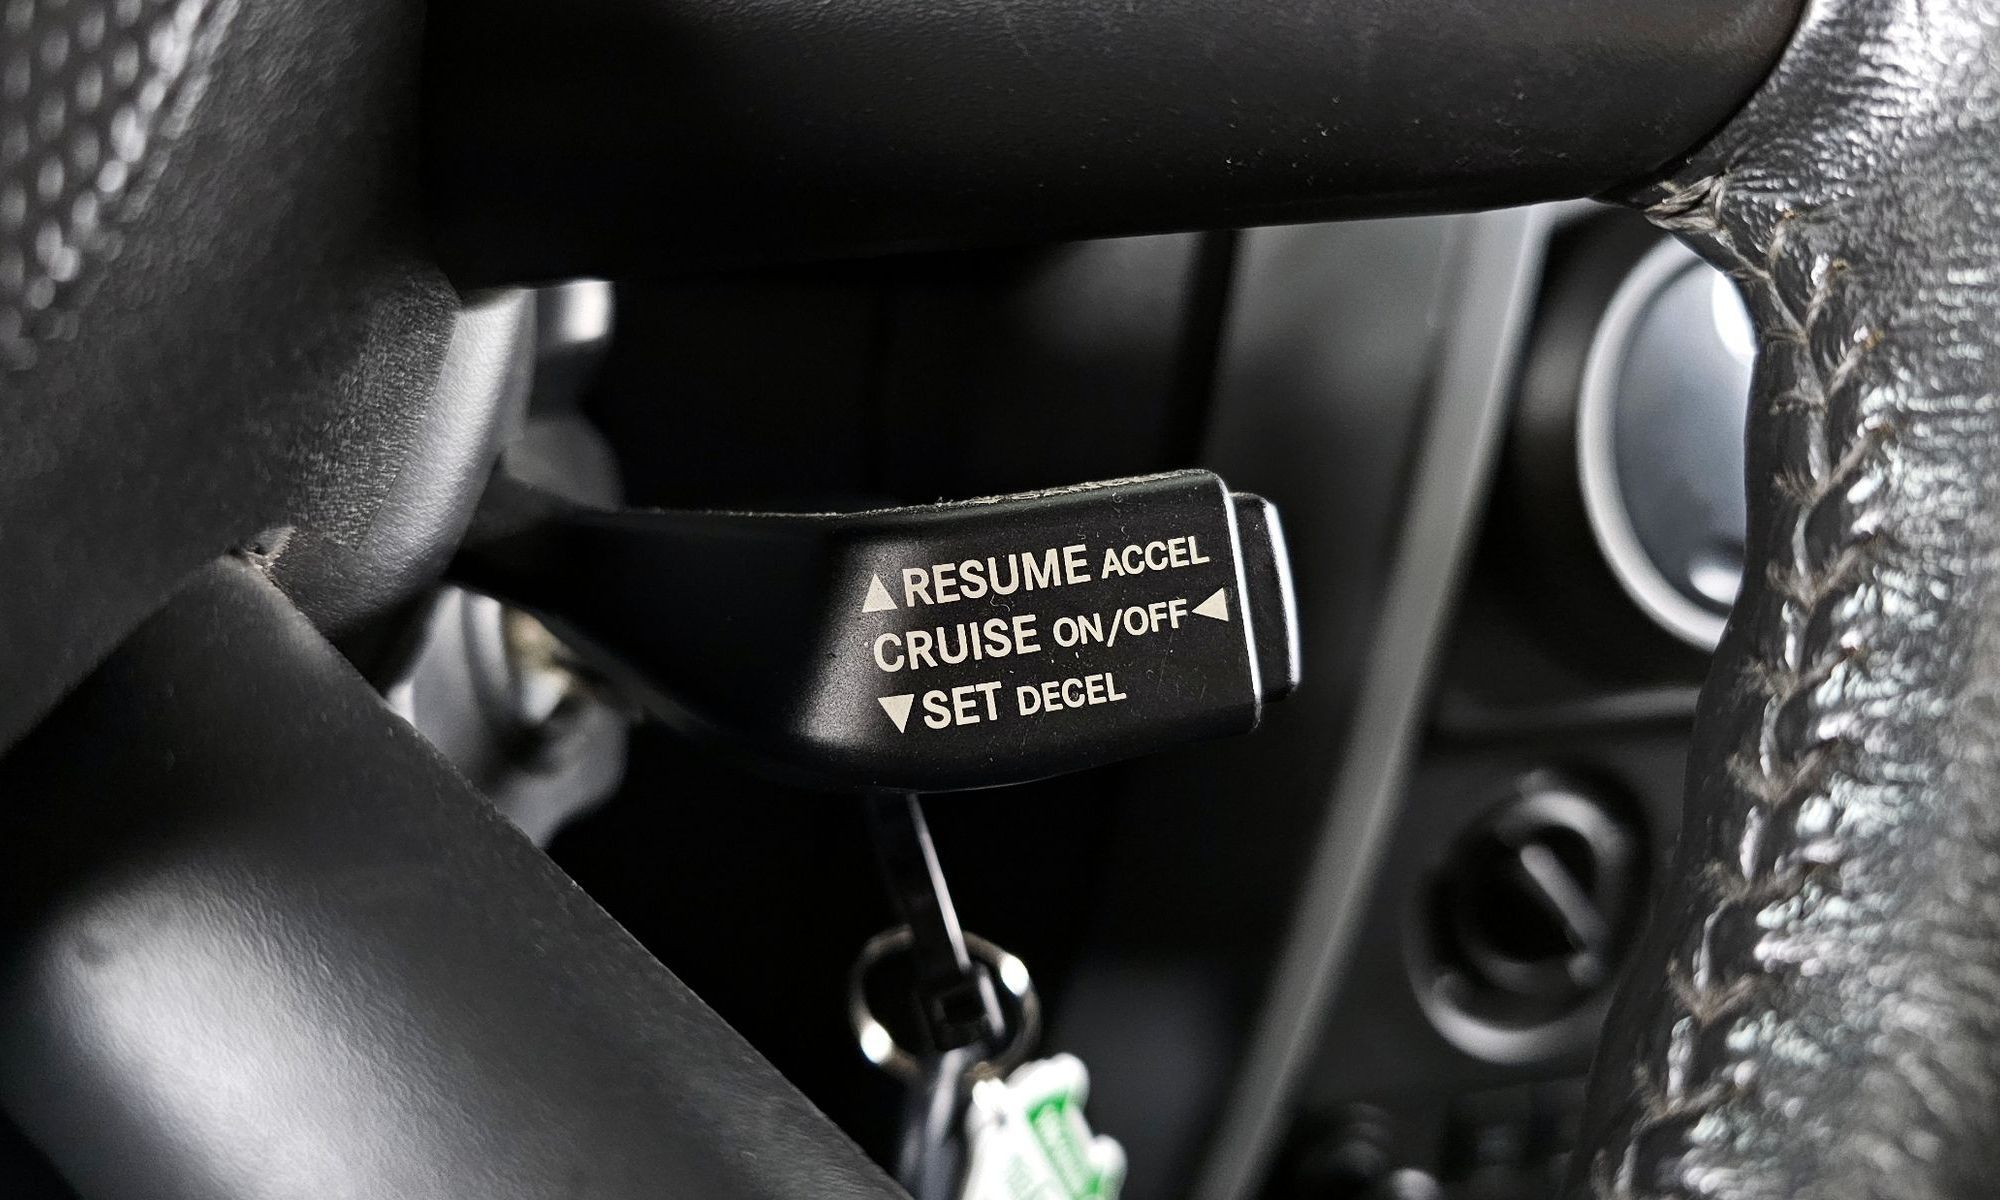 ▲RESUME ACCEL
CRUISE ON/OFF◀
▼SET DECEL